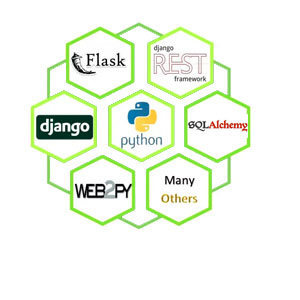 Flask
django
REST
framework
django
python
SQLAlchemy
WEB2PY
Many
Others